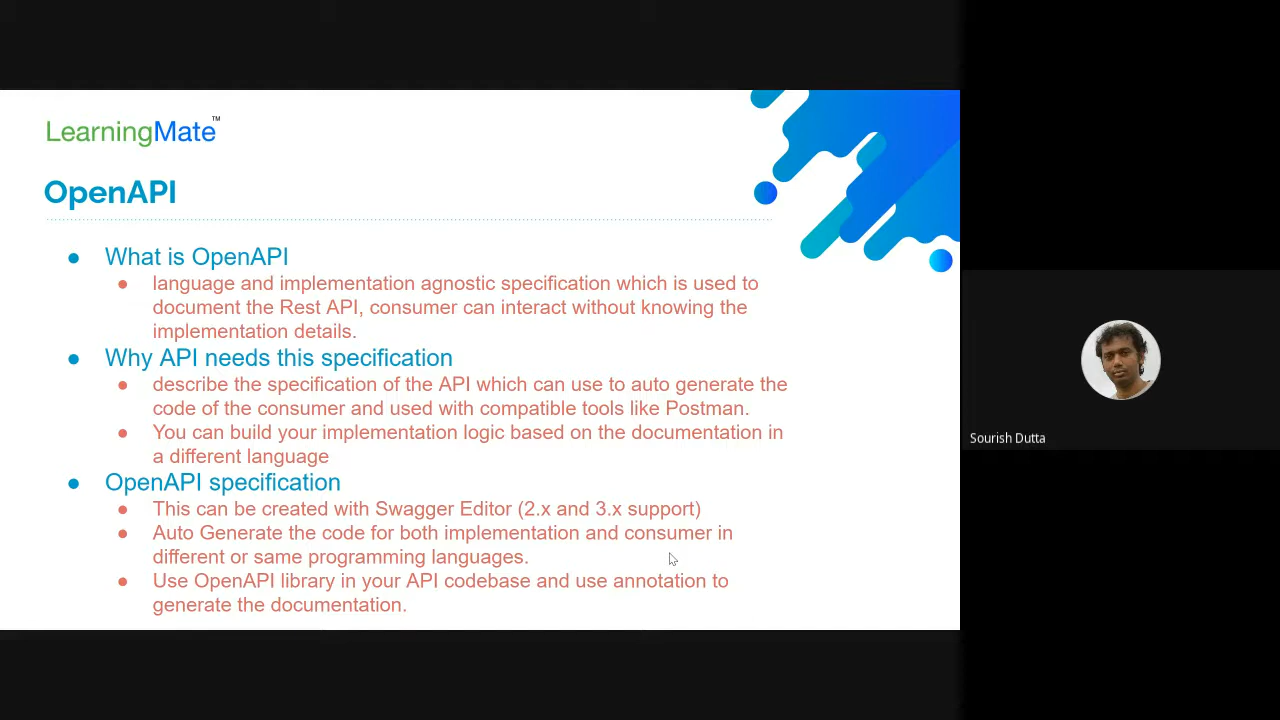 LearningMate™
OpenAPI
● What is OpenAPI
● language and implementation agnostic specification which is used to
document the Rest API, consumer can interact without knowing the
implementation details.
● Why API needs this specification
● describe the specification of the API which can use to auto generate the
code of the consumer and used with compatible tools like Postman.
● You can build your implementation logic based on the documentation in
a different language
● OpenAPI specification
● This can be created with Swagger Editor (2.x and 3.x support)
● Auto Generate the code for both implementation and consumer in
different or same programming languages.
● Use OpenAPI library in your API codebase and use annotation to
generate the documentation.
Sourish Dutta